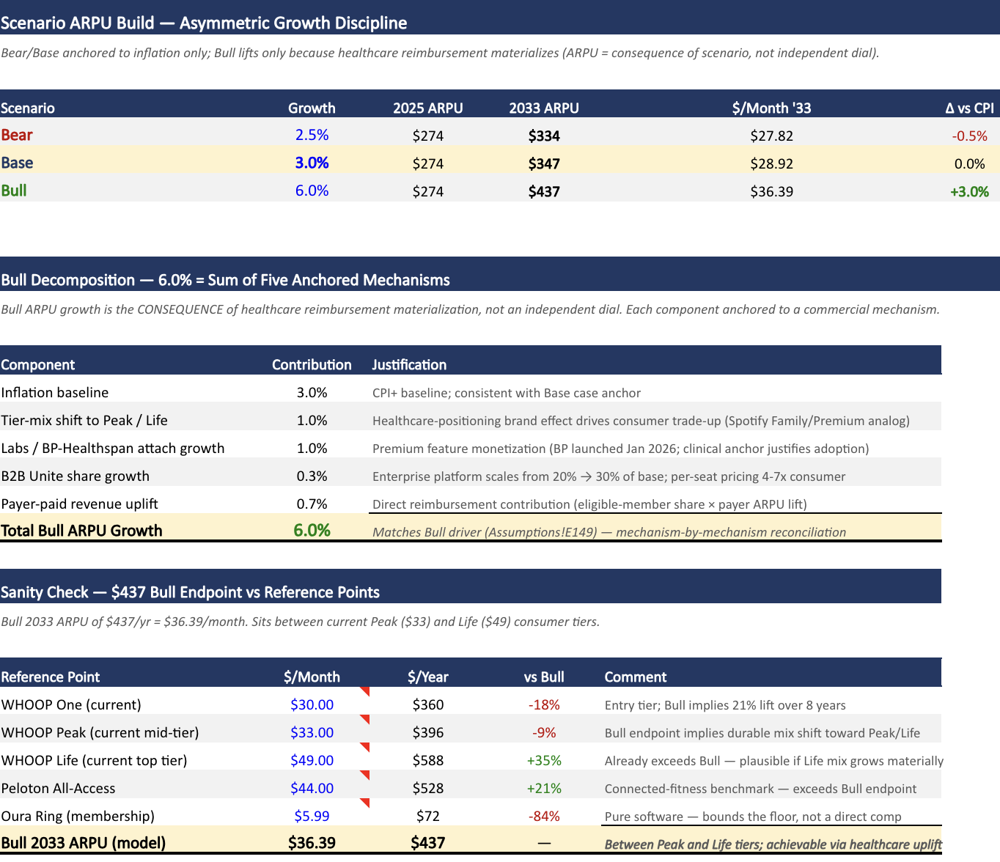 Scenario ARPU Build — Asymmetric Growth Discipline
Bear/Base anchored to inflation only; Bull lifts only because healthcare reimbursement materializes (ARPU = consequence of scenario, not independent dial).
Scenario Growth 2025 ARPU 2033 ARPU $/Month '33 Δ vs CPI
Bear 2.5% $274 $334 $27.82 -0.5%
Base 3.0% $274 $347 $28.92 0.0%
Bull 6.0% $274 $437 $36.39 +3.0%
Bull Decomposition — 6.0% = Sum of Five Anchored Mechanisms
Bull ARPU growth is the CONSEQUENCE of healthcare reimbursement materialization, not an independent dial. Each component anchored to a commercial mechanism.
Component Contribution Justification
Inflation baseline 3.0% CPI+ baseline; consistent with Base case anchor
Tier-mix shift to Peak / Life 1.0% Healthcare-positioning brand effect drives consumer trade-up (Spotify Family/Premium analog)
Labs / BP-Healthspan attach growth 1.0% Premium feature monetization (BP launched Jan 2026; clinical anchor justifies adoption)
B2B Unite share growth 0.3% Enterprise platform scales from 20% → 30% of base; per-seat pricing 4-7x consumer
Payer-paid revenue uplift 0.7% Direct reimbursement contribution (eligible-member share × payer ARPU lift)
Total Bull ARPU Growth 6.0% Matches Bull driver (Assumptions!E149) — mechanism-by-mechanism reconciliation
Sanity Check — $437 Bull Endpoint vs Reference Points
Bull 2033 ARPU of $437/yr = $36.39/month. Sits between current Peak ($33) and Life ($49) consumer tiers.
Reference Point $/Month $/Year vs Bull Comment
WHOOP One (current) $30.00 $360 -18% Entry tier; Bull implies 21% lift over 8 years
WHOOP Peak (current mid-tier) $33.00 $396 -9% Bull endpoint implies durable mix shift toward Peak/Life
WHOOP Life (current top tier) $49.00 $588 +35% Already exceeds Bull — plausible if Life mix grows materially
Peloton All-Access $44.00 $528 +21% Connected-fitness benchmark — exceeds Bull endpoint
Oura Ring (membership) $5.99 $72 -84% Pure software — bounds the floor, not a direct comp
Bull 2033 ARPU (model) $36.39 $437 — Between Peak and Life tiers; achievable via healthcare uplift